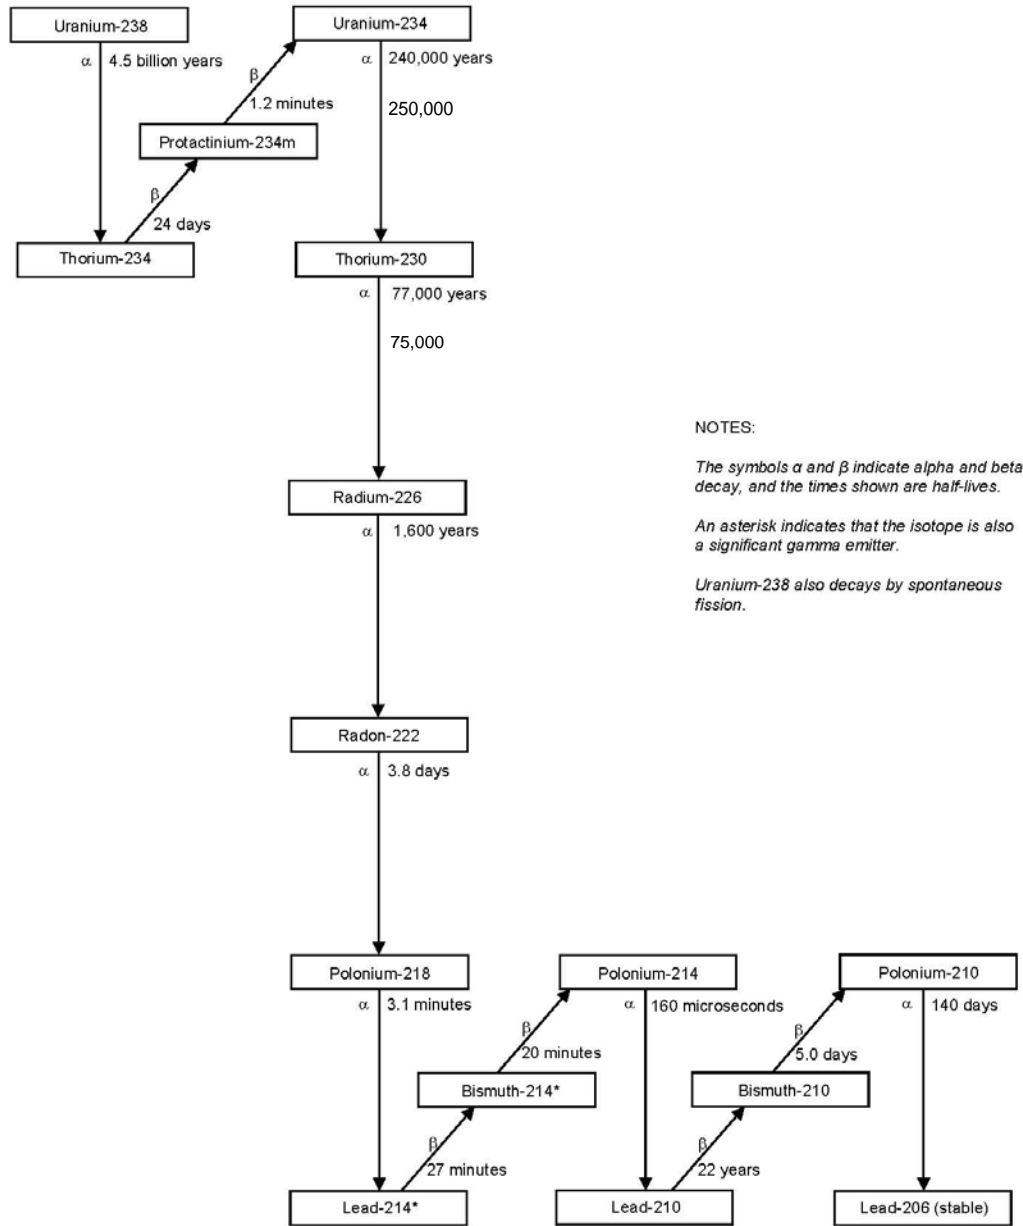 Uranium-238
Uranium-234
α 4.5 billion years
α 240,000 years
β
1.2 minutes
250,000
Protactinium-234m
β
24 days
Thorium-234
Thorium-230
α 77,000 years
75,000
NOTES:
The symbols α and β indicate alpha and beta
decay, and the times shown are half-lives.
Radium-226
α 1,600 years
An asterisk indicates that the isotope is also
a significant gamma emitter.
Uranium-238 also decays by spontaneous
fission.
Radon-222
α 3.8 days
Polonium-218
Polonium-214
Polonium-210
α 3.1 minutes
α 160 microseconds
α 140 days
β
20 minutes
β
5.0 days
Bismuth-214*
Bismuth-210
β
27 minutes
β
22 years
Lead-214*
Lead-210
Lead-206 (stable)